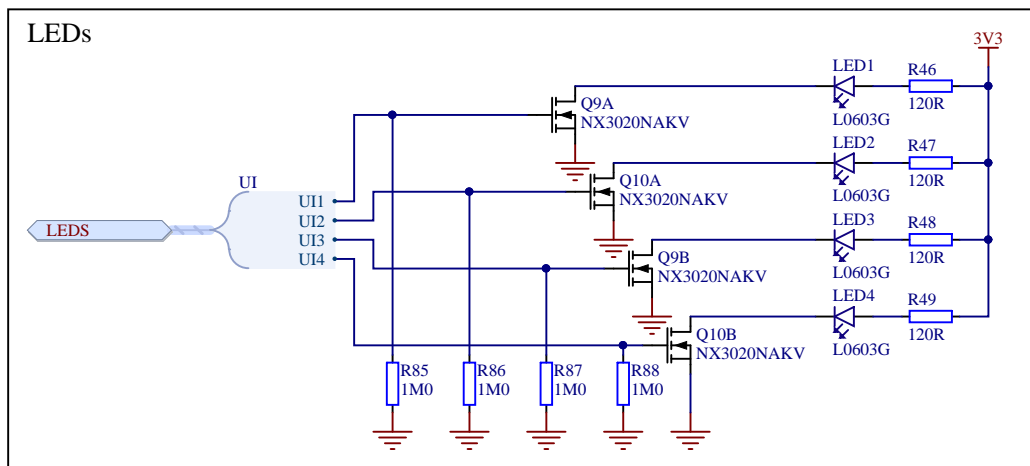 LEDs
3V3
LED1
R46
120R
L0603G
Q9A
NX3020NAKV
LED2
R47
120R
L0603G
Q10A
NX3020NAKV
UI
UI1
UI2
UI3
UI4
LEDS
LED3
R48
120R
L0603G
Q9B
NX3020NAKV
LED4
R49
120R
L0603G
Q10B
NX3020NAKV
R85
1M0
R86
1M0
R87
1M0
R88
1M0